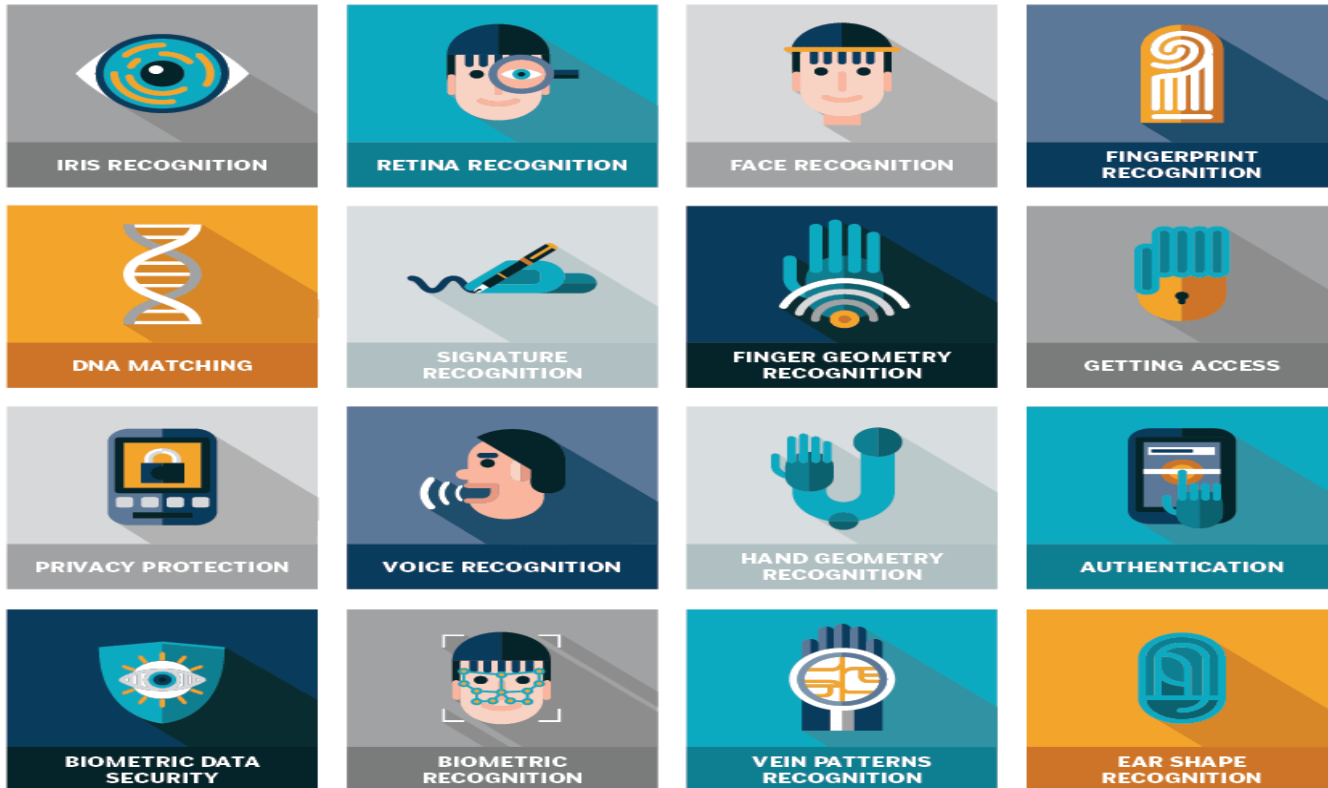 IRIS RECOGNITION
RETINA RECOGNITION
FACE RECOGNITION
FINGERPRINT
RECOGNITION
DNA MATCHING
SIGNATURE
RECOGNITION
FINGER GEOMETRY
RECOGNITION
GETTING ACCESS
PRIVACY PROTECTION
VOICE RECOGNITION
HAND GEOMETRY
RECOGNITION
AUTHENTICATION
BIOMETRIC DATA
SECURITY
BIOMETRIC
RECOGNITION
VEIN PATTERNS
RECOGNITION
EAR SHAPE
RECOGNITION